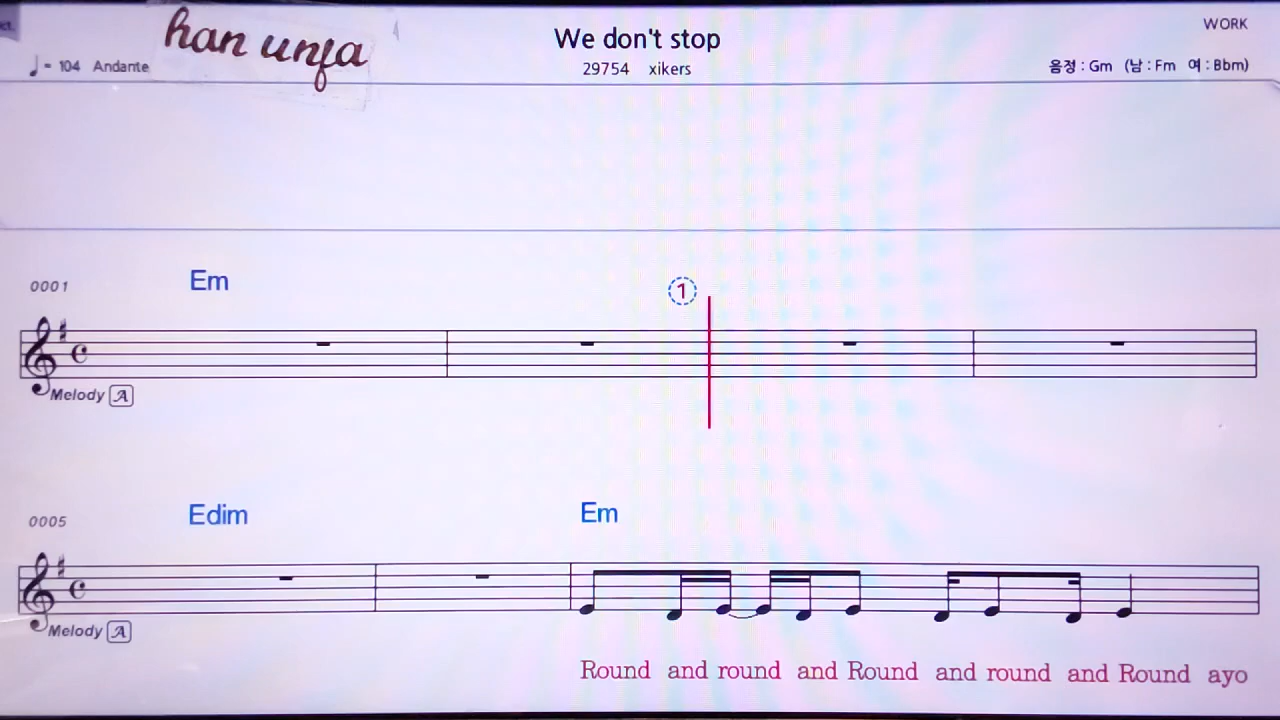 han unfa
We don't stop
WORK
♩= 104 Andante
29754 xikers
음정 : Gm (남 : Fm 여 : Bbm)
0001
Em
1
Melody A
0005
Edim Em
Melody A
Round and round and Round and round and Round ayo